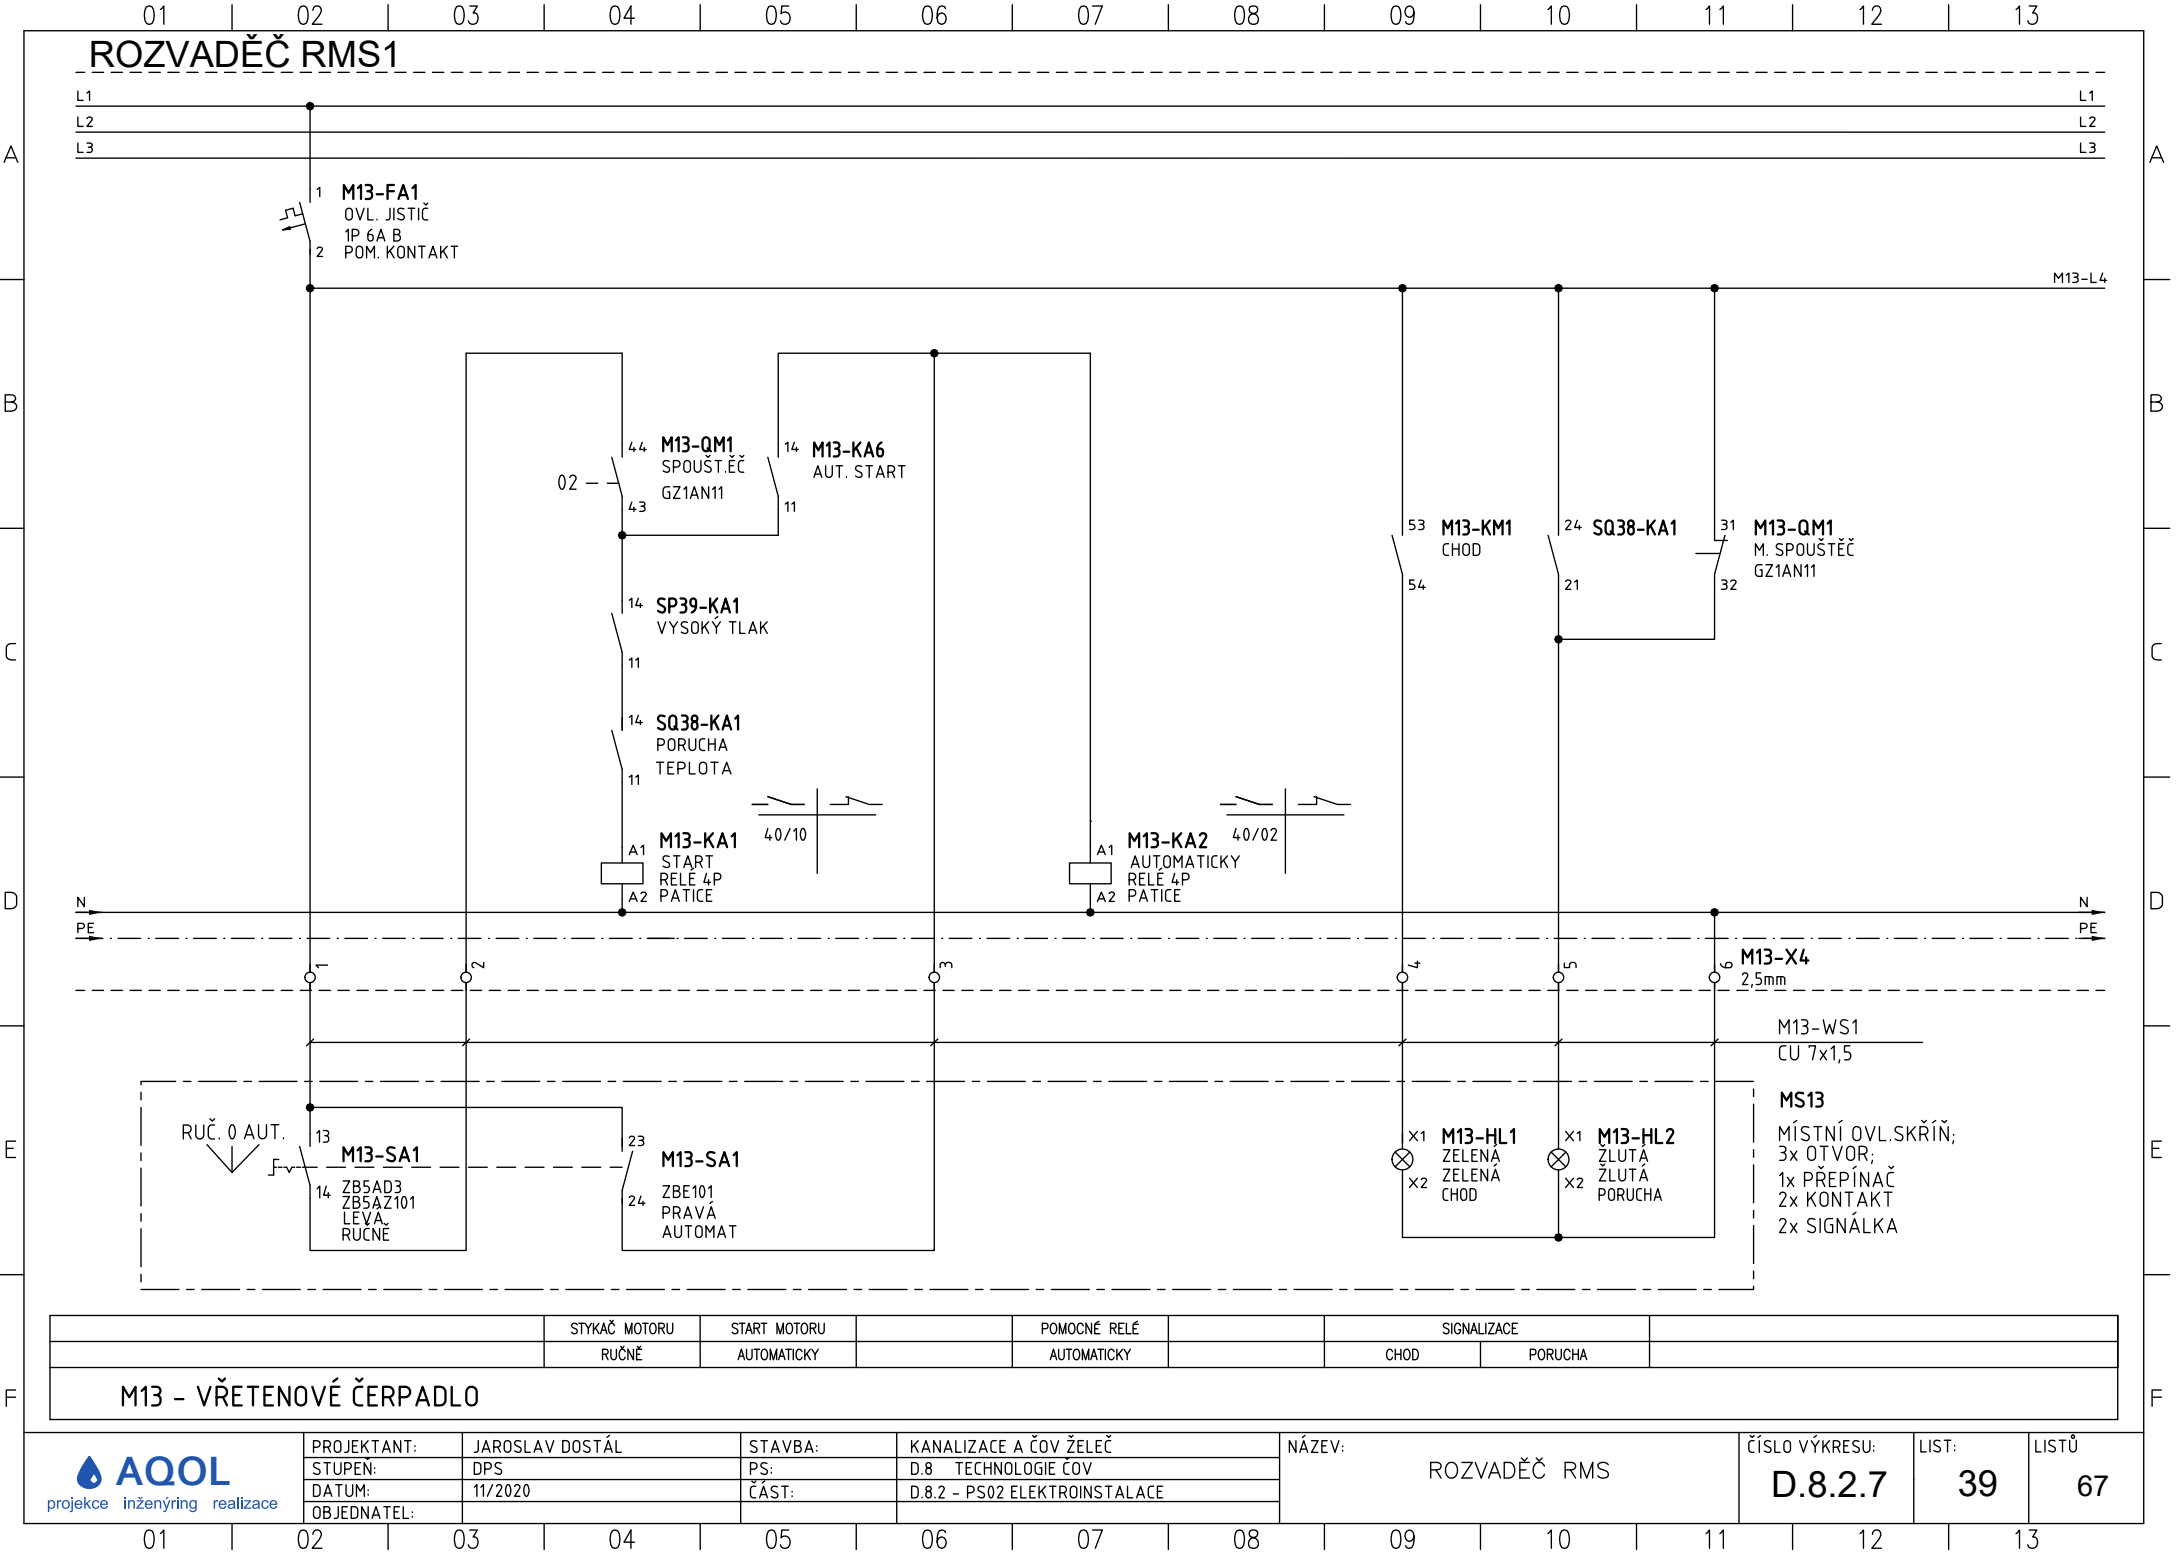 01 02 03 04 05 06 07 08 09 10 11 12 13
ROZVADĚČ RMS1
L1 L1
L2 L2
L3 L3
A A
1 M13-FA1
OVL. JISTIČ
1P 6A B
2 POM. KONTAKT
M13-L4
B B
44 M13-QM1
SPOUŠT.ĚČ
02
GZ1AN11
43
14 M13-KA6
AUT. START
11
53 M13-KM1
CHOD
54
24 SQ38-KA1
21
31 M13-QM1
M. SPOUŠTĚČ
GZ1AN11
32
14 SP39-KA1
VYSOKÝ TLAK
11
C C
14 SQ38-KA1
PORUCHA
TEPLOTA
11
40/10
40/02
A1 M13-KA1
START
RELÉ 4P
A2 PATICE
A1 M13-KA2
AUTOMATICKY
RELÉ 4P
A2 PATICE
D D
N N
PE PE
1 2 3 4 5 6
M13-X4
2,5mm
M13-WS1
CU 7x1,5
MS13
MÍSTNÍ OVL.SKŘÍŇ;
3x OTVOR;
1x PŘEPÍNAČ
2x KONTAKT
2x SIGNÁLKA
E E
RUČ. 0 AUT.
13
M13-SA1
14 ZB5AD3
ZB5AZ101
LEVÁ
RUČNĚ
23
M13-SA1
ZBE101
24
PRAVÁ
AUTOMAT
X1 M13-HL1
ZELENÁ
ZELENÁ
X2 CHOD
X1 M13-HL2
ŽLUTÁ
ŽLUTÁ
X2 PORUCHA
STYKAČ MOTORU START MOTORU POMOCNÉ RELÉ SIGNALIZACE
RUČNĚ AUTOMATICKY AUTOMATICKY CHOD PORUCHA
F F
M13 - VŘETENOVÉ ČERPADLO
AQOL
projekce inženýring realizace
PROJEKTANT: JAROSLAV DOSTÁL
STUPEŇ: DPS
DATUM: 11/2020
OBJEDNATEL:
STAVBA: KANALIZACE A ČOV ŽELEČ
PS: D.8 TECHNOLOGIE ČOV
ČÁST: D.8.2 - PS02 ELEKTROINSTALACE
NÁZEV:
ROZVADĚČ RMS
ČÍSLO VÝKRESU:
D.8.2.7
LIST:
39
LISTŮ
67
01 02 03 04 05 06 07 08 09 10 11 12 13